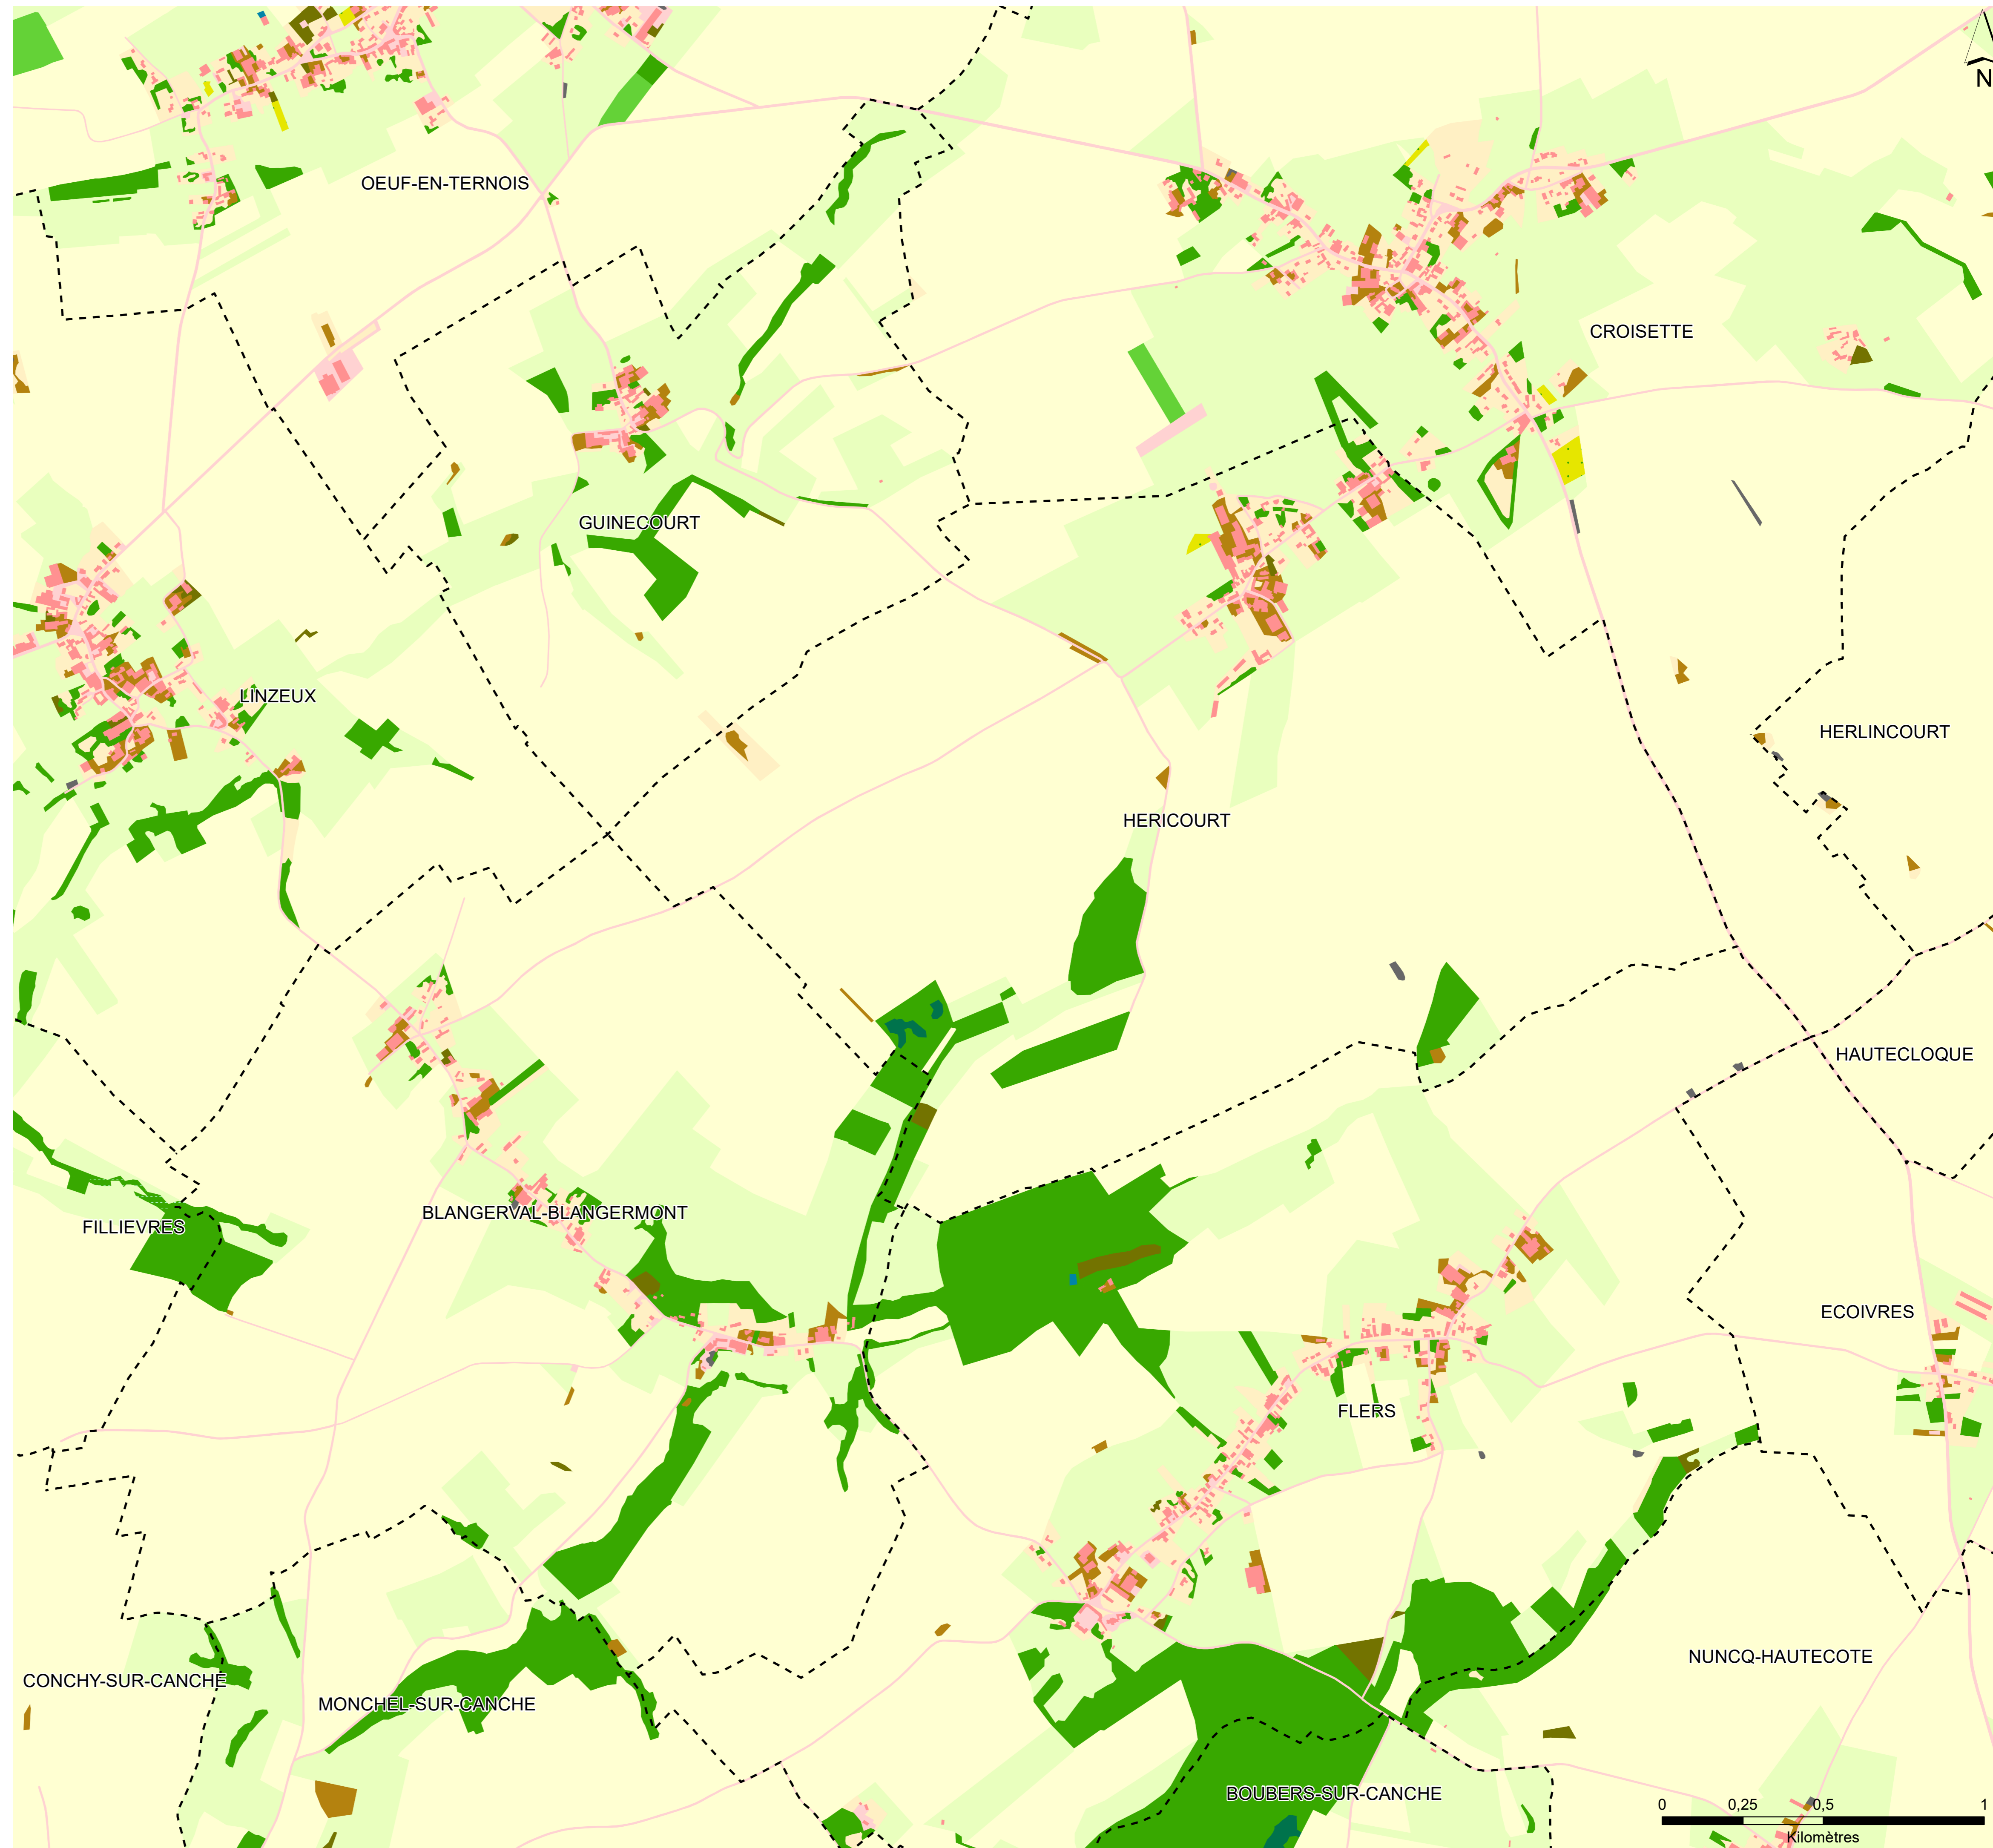 N
OEUF-EN-TERNOIS
CROISETTE
GUINECOURT
LINZEUX
HERLINCOURT
HERICOURT
HAUTECLOQUE
BLANGERVAL-BLANGERMONT
FILLIEVRES
ECOIVRES
FLERS
NUNCQ-HAUTECOTE
CONCHY-SUR-CANCHE
MONCHEL-SUR-CANCHE
BOUBERS-SUR-CANCHE
0 0,25 0,5 1
Kilomètres